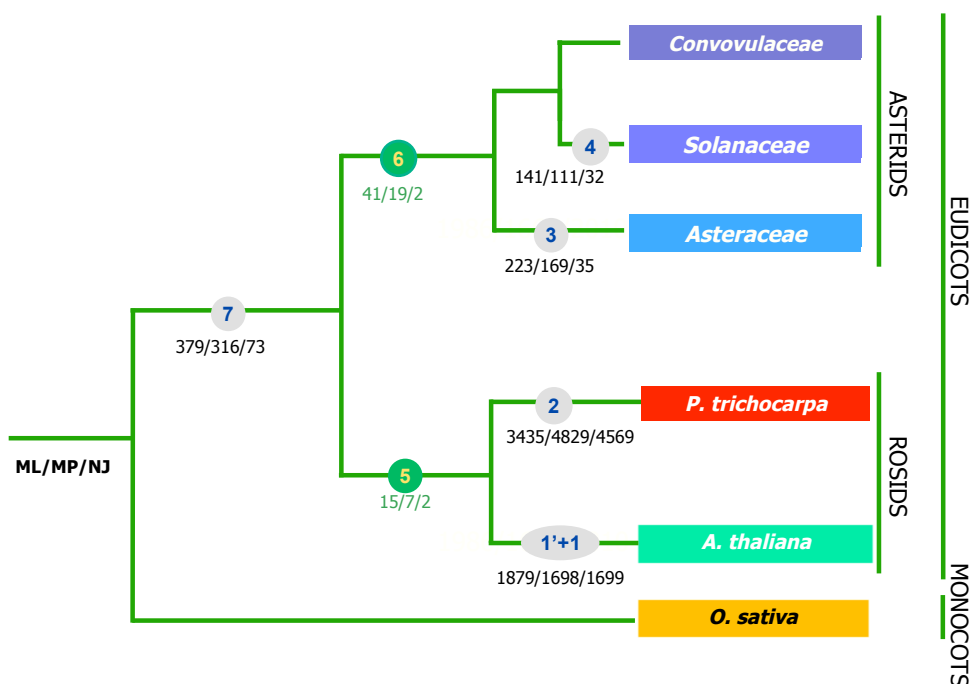 Convovulaceae
4
Solanaceae
141/111/32
6
41/19/2
3
Asteraceae
223/169/35
ASTERIDS
7
379/316/73
2
P. trichocarpa
3435/4829/4569
ML/MP/NJ
5
15/7/2
1’+1
A. thaliana
1879/1698/1699
ROSIDS
EUDICOTS
O. sativa
MONOCOTS